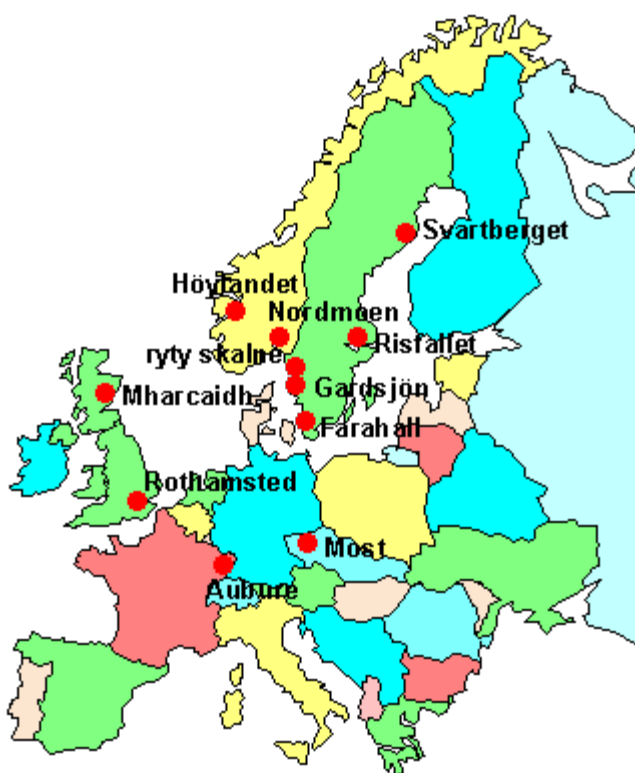 Svartberget
Höylandet
Nordmoen
Risfallet
ryty skalne
Gardsjön
Mharcaidh
Farahall
Rothamsted
Most
Aubure